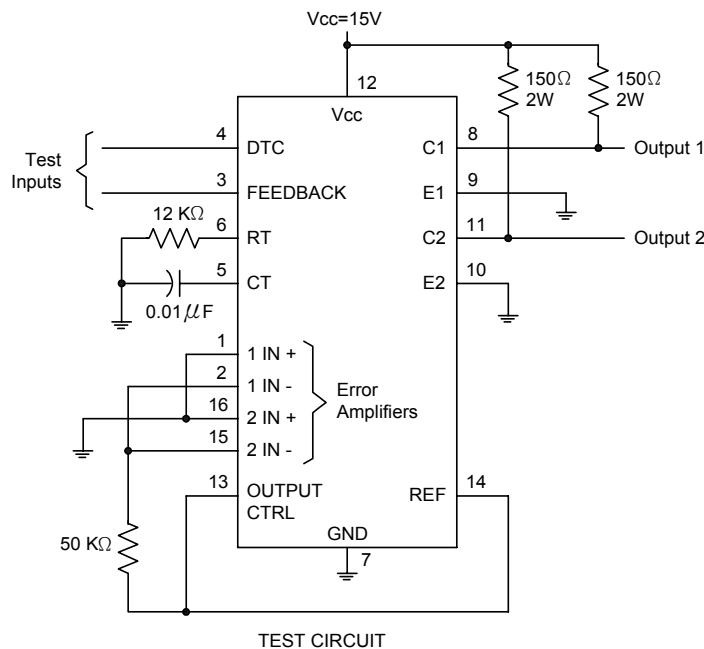 Vcc=15V
12
Vcc
150Ω
2W
150Ω
2W
Test
Inputs
4
DTC
3
FEEDBACK
12 KΩ
6
RT
5
CT
0.01μF
1
1 IN +
2
1 IN -
16
2 IN +
15
2 IN -
Error
Amplifiers
13
OUTPUT
CTRL
50 KΩ
C1
8
Output 1
E1
9
C2
11
Output 2
E2
10
REF
14
GND
7
TEST CIRCUIT